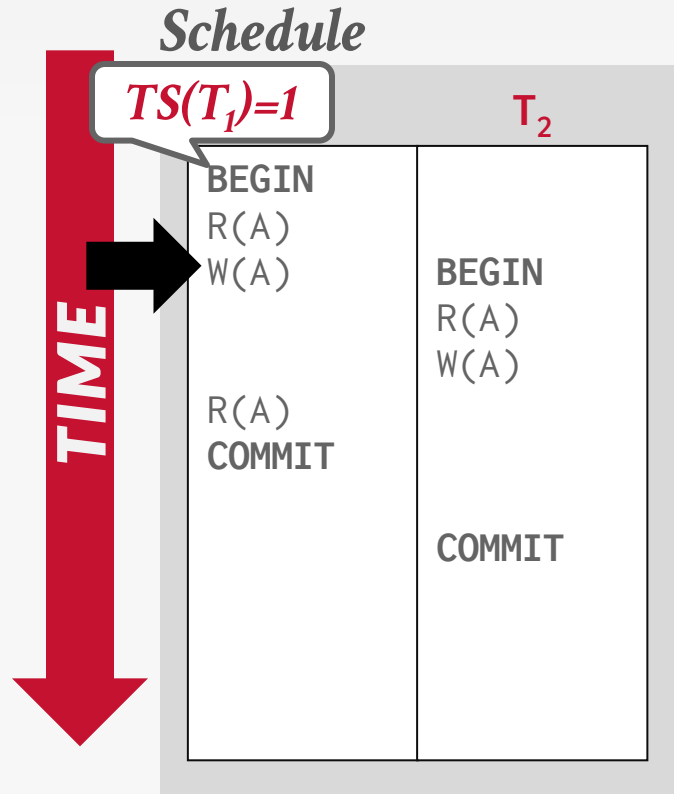 Schedule
TS(T₁)=1
T₂
BEGIN
R(A)
W(A) BEGIN
R(A)
W(A)
R(A)
COMMIT
COMMIT
TIME